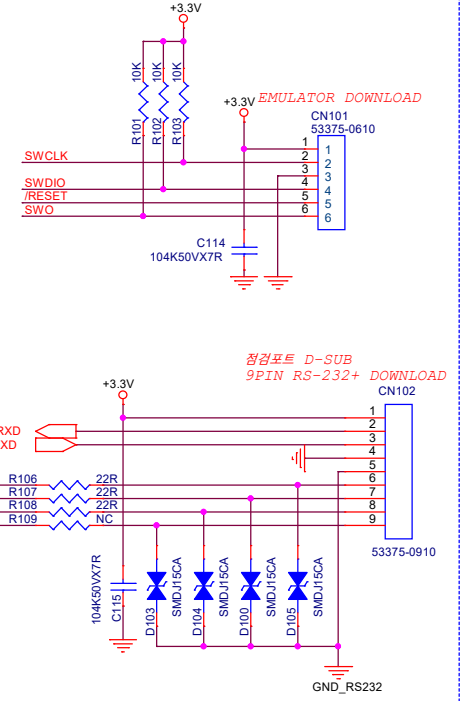 +3.3V
10K
10K
10K
R101
R102
R103
+3.3V
EMULATOR DOWNLOAD
CN101
53375-0610
SWCLK
SWDIO
/RESET
SWO
1 1
2 2
3 3
4 4
5 5
6 6
C114
104K50VX7R
점검포트 D-SUB
9PIN RS-232+ DOWNLOAD
+3.3V
CN102
RXD
XD
1
2
3
4
5
6
7
8
9
R106 22R
R107 22R
R108 22R
R109 NC
53375-0910
104K50VX7R
C115
D103
SMDJ15CA
D104
SMDJ15CA
D100
SMDJ15CA
D105
SMDJ15CA
GND_RS232